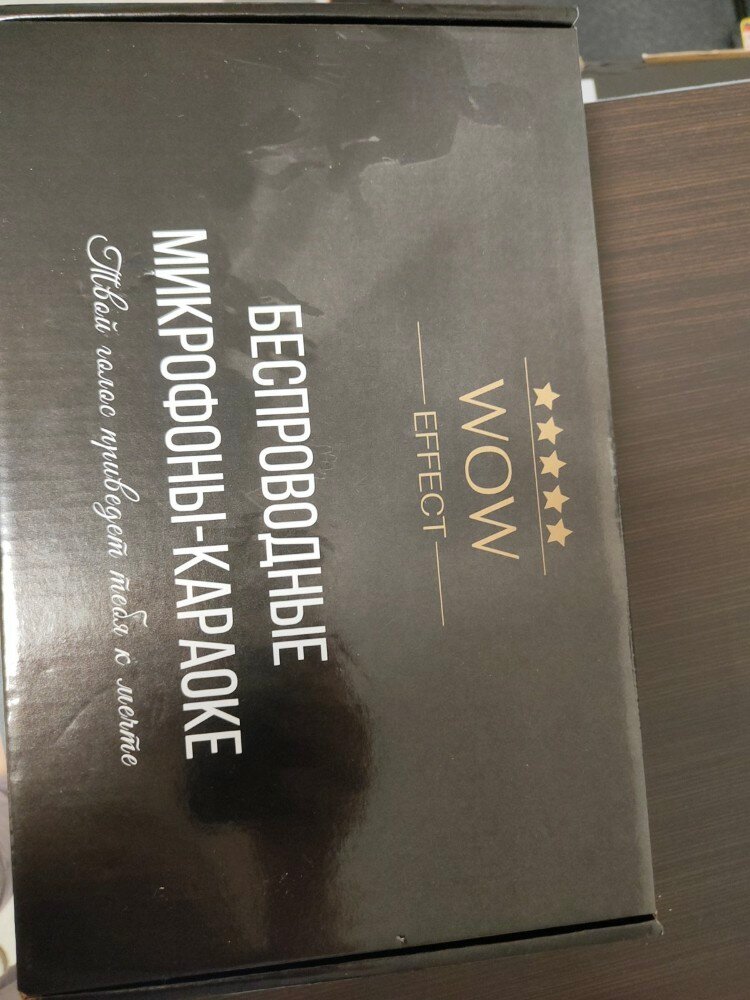 WOW
EFFECT
БЕСПРОВОДНЫЕ
МИКРОФОНЫ-КАРАОКЕ
Твой голос приведет тебя к мечте